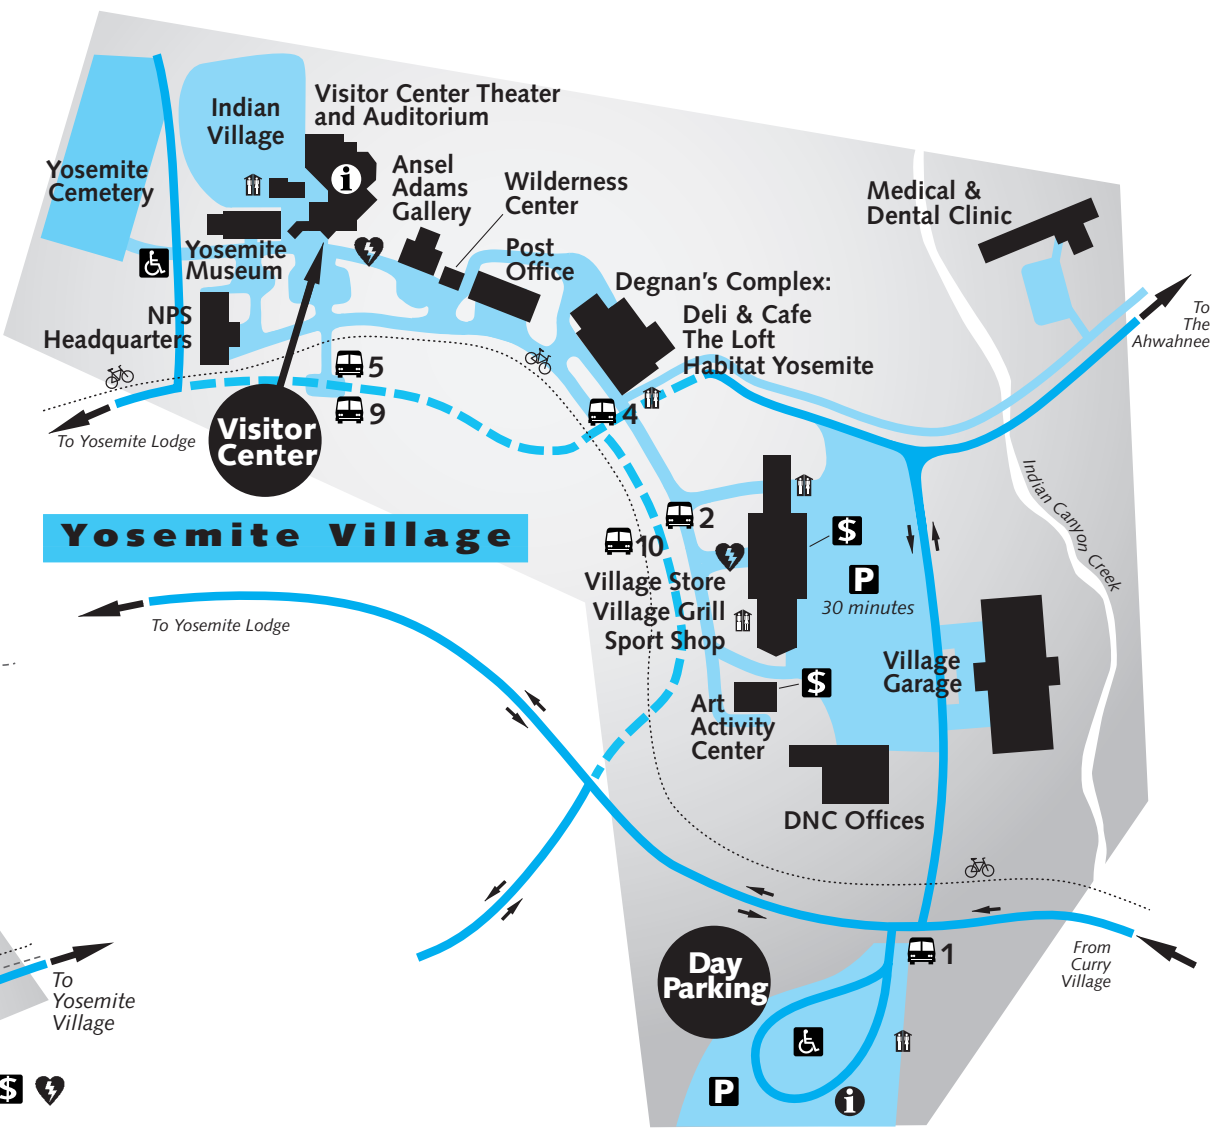 Visitor Center Theater
and Auditorium
Indian
Village
Yosemite
Cemetery
Ansel
Adams
Gallery
Wilderness
Center
Post
Office
Medical &
Dental Clinic
Yosemite
Museum
Degnan's Complex:
Deli & Cafe
The Loft
Habitat Yosemite
NPS
Headquarters
To
The
Ahwahnee
5
9
4
To Yosemite Lodge
Visitor
Center
Indian Canyon Creek
Yosemite Village
2
10
$
P
30 minutes
Village Store
Village Grill
Sport Shop
To Yosemite Lodge
Village
Garage
$
Art
Activity
Center
DNC Offices
1
From
Curry
Village
Day
Parking
To
Yosemite
Village
P
i
i
$